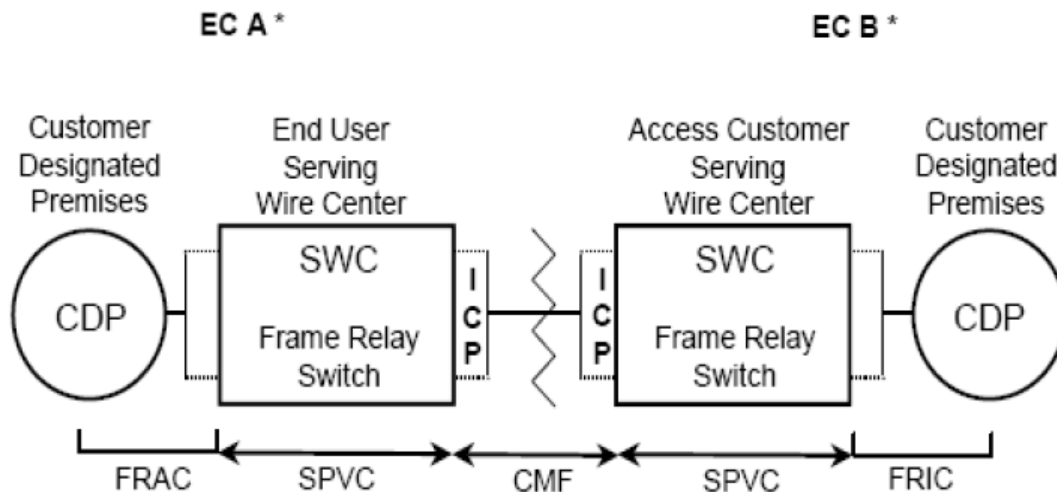 EC A *
EC B *
Customer
Designated
Premises
End User
Serving
Wire Center
Access Customer
Serving
Wire Center
Customer
Designated
Premises
CDP
SWC
Frame Relay
Switch
I
C
P
I
C
P
SWC
Frame Relay
Switch
CDP
FRAC
SPVC
CMF
SPVC
FRIC